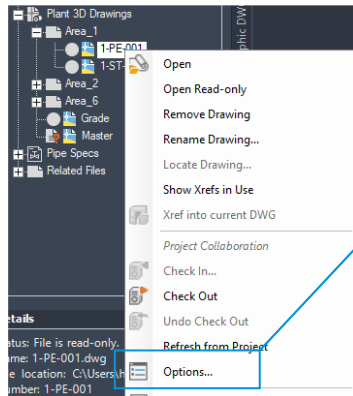 Plant 3D Drawings
Area_1
1-PE-001
1-ST-
Area_2
Area_6
Grade
Master
Pipe Specs
Related Files
phic DW
Open
Open Read-only
Remove Drawing
Rename Drawing...
Locate Drawing...
Show Xrefs in Use
Xref into current DWG
Project Collaboration
Check In...
Check Out
Undo Check Out
Refresh from Project
Options...
etails
atus: File is read-only.
ame: 1-PE-001.dwg
e location: C:\Users\h
umber: 1-PE-001